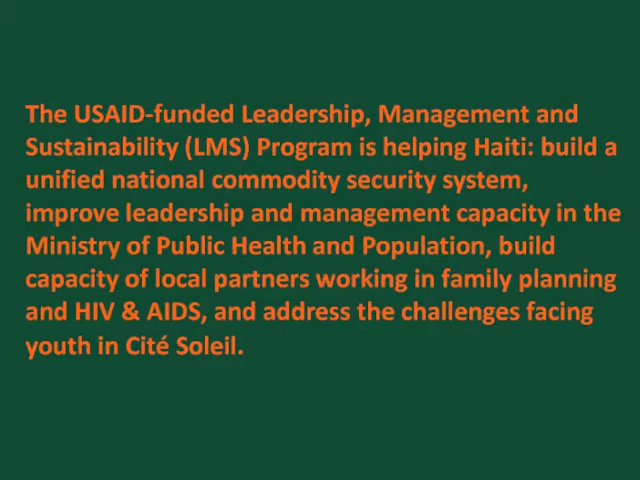 The USAID-funded Leadership, Management and
Sustainability (LMS) Program is helping Haiti: build a
unified national commodity security system,
improve leadership and management capacity in the
Ministry of Public Health and Population, build
capacity of local partners working in family planning
and HIV & AIDS, and address the challenges facing
youth in Cité Soleil.